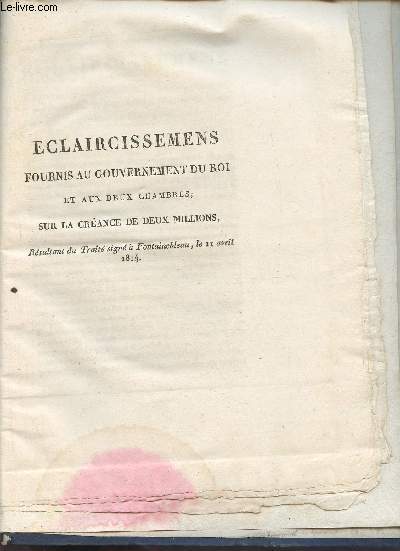 Le-livre.com
ECLAIRCISSEMENS
FOURNIS AU GOUVERNEMENT DU ROI
ET AUX DEUX CHAMBRES,
SUR LA CRÉANCE DE DEUX MILLIONS,
Résultant du Traité signé à Fontainebleau, le 11 avril
1814.